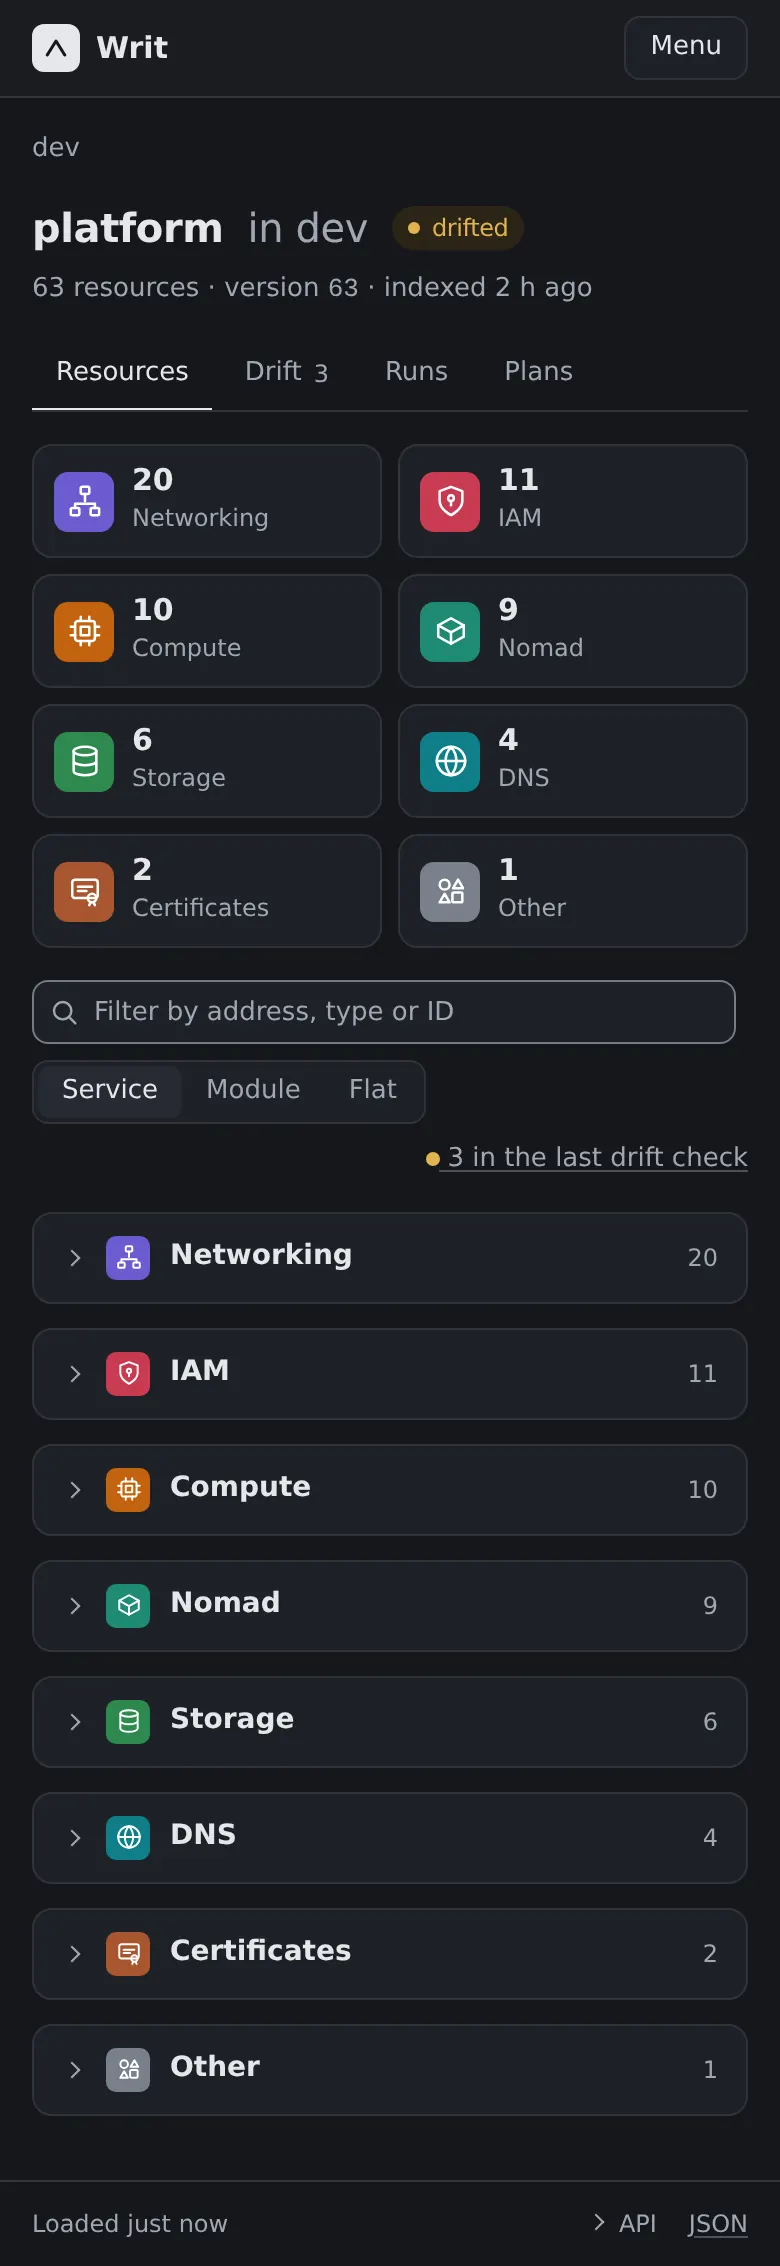 Writ
Menu
dev
platform in dev drifted
63 resources · version 63 · indexed 2 h ago
Resources Drift 3 Runs Plans
20
Networking
11
IAM
10
Compute
9
Nomad
6
Storage
4
DNS
2
Certificates
1
Other
Filter by address, type or ID
Service Module Flat
3 in the last drift check
Networking 20
IAM 11
Compute 10
Nomad 9
Storage 6
DNS 4
Certificates 2
Other 1
Loaded just now API JSON